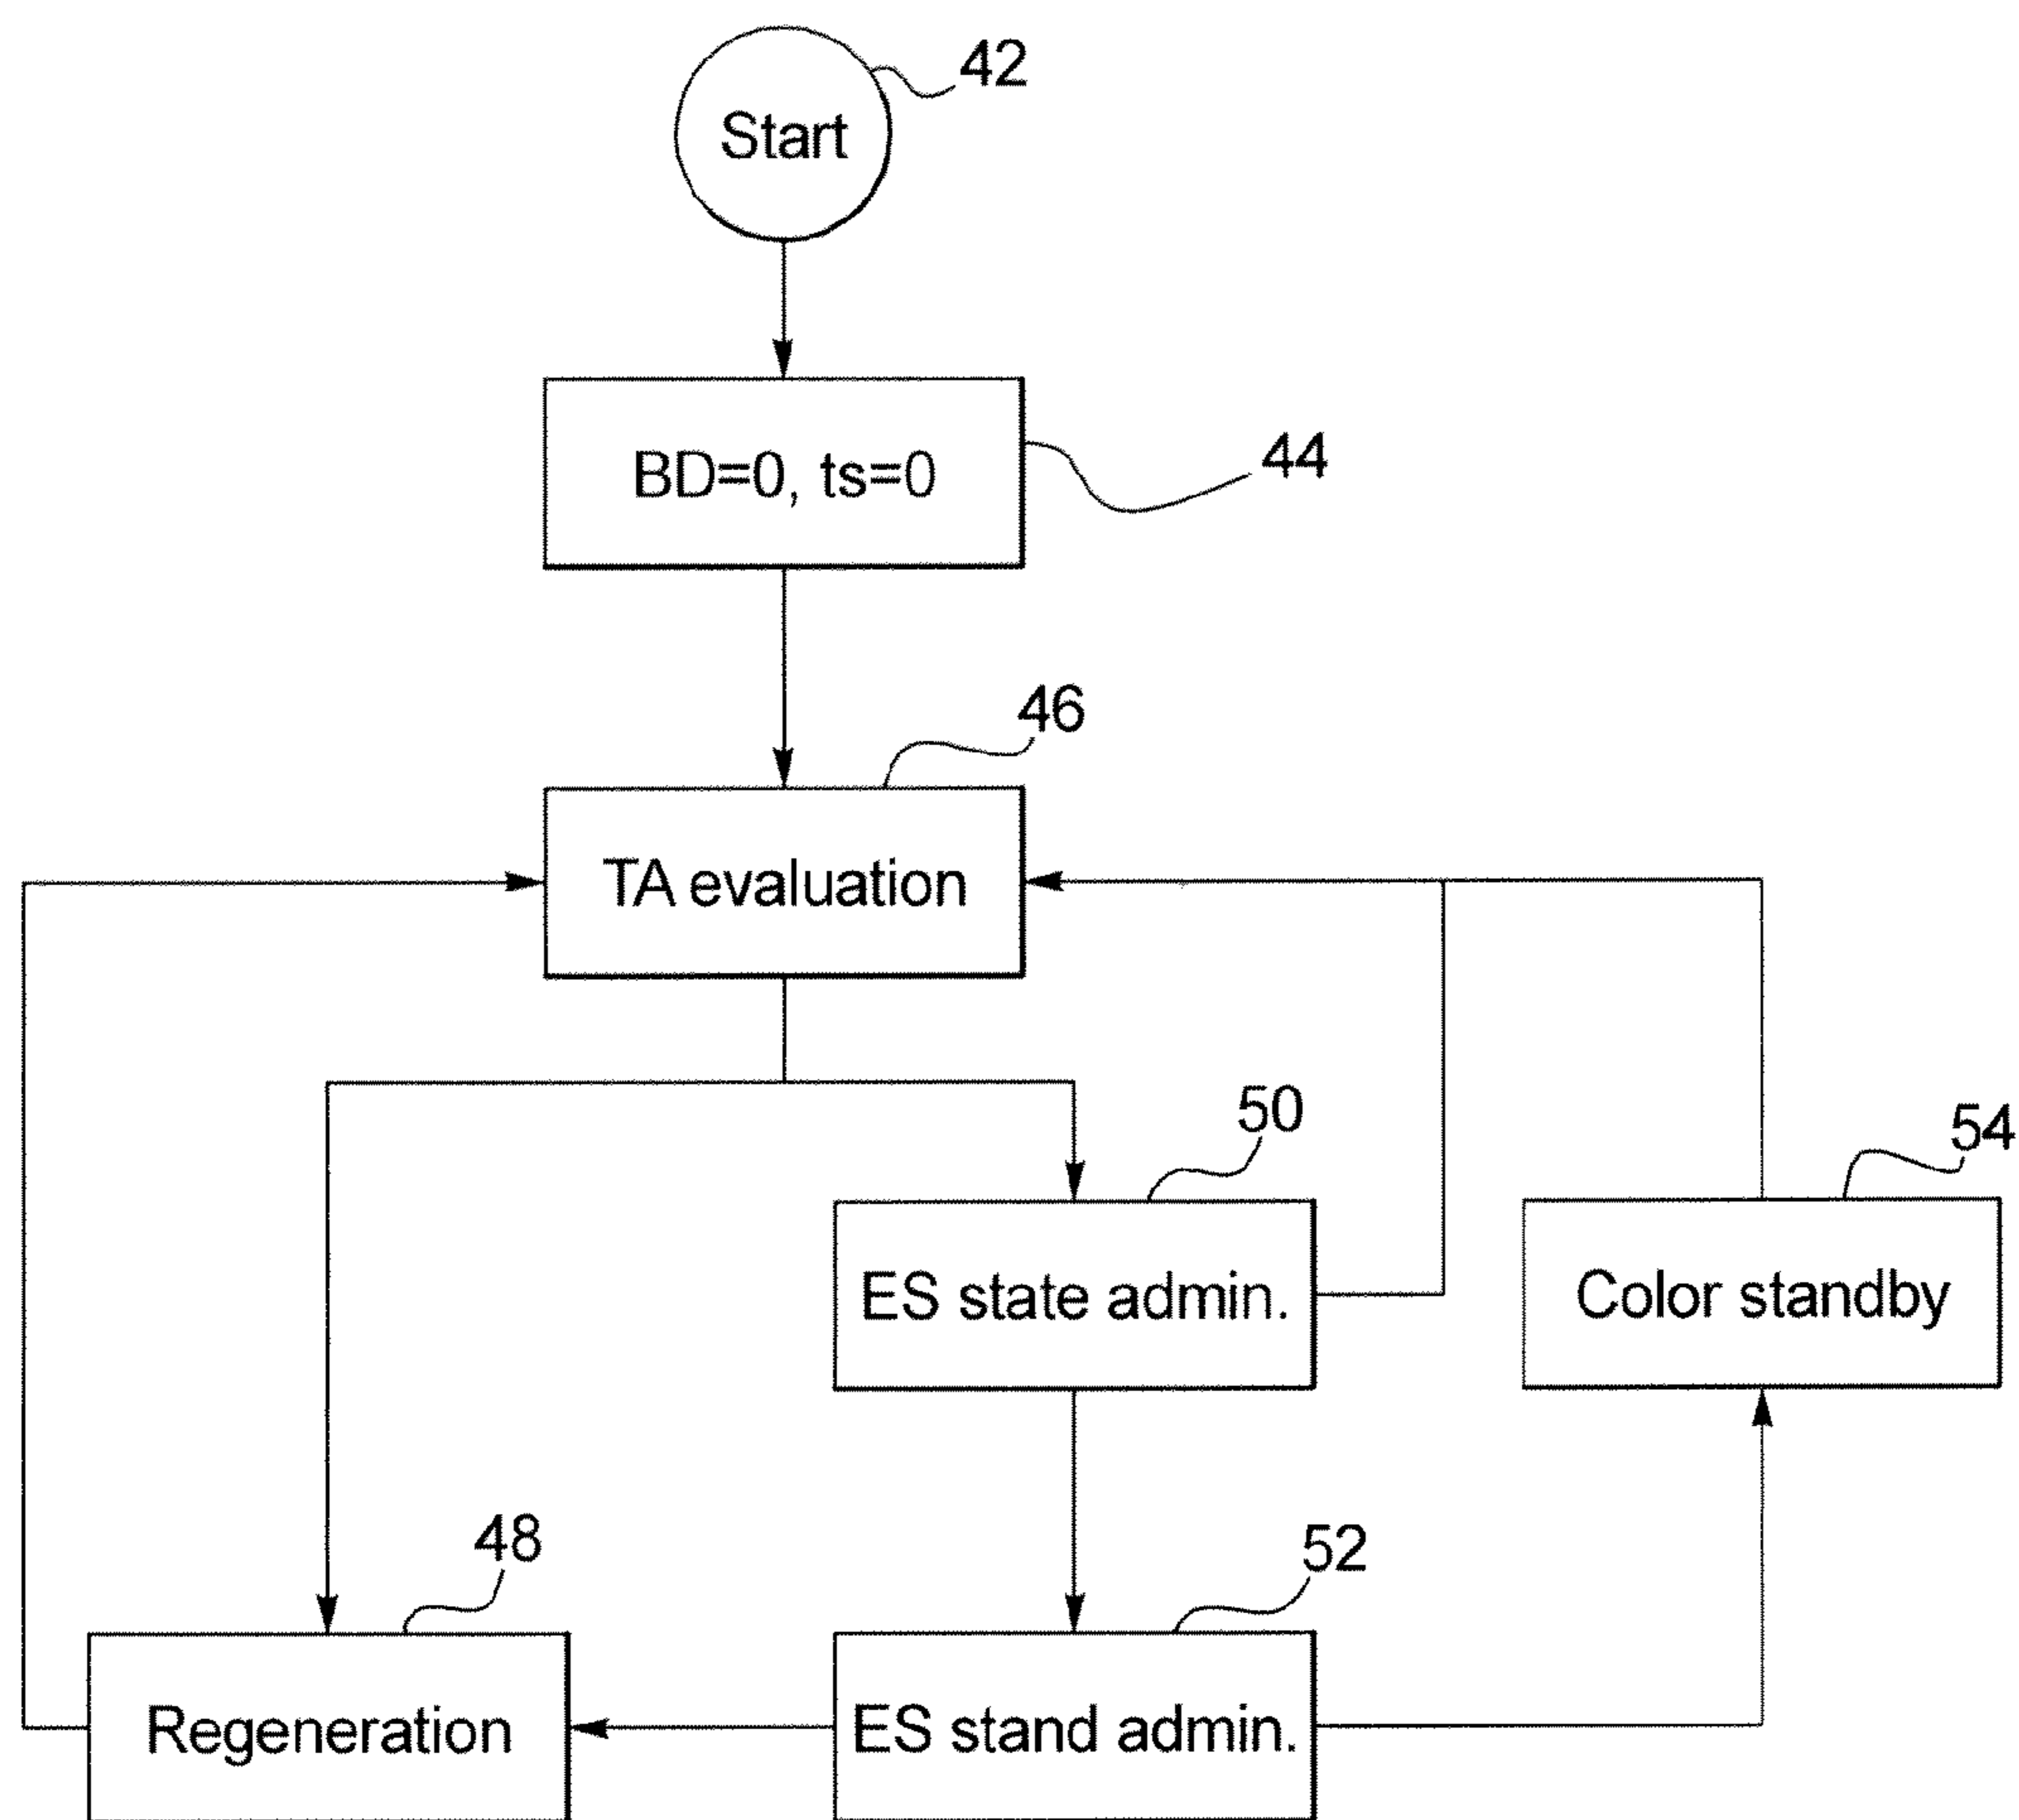 42
Start
44
BD=0, ts=0
46
TA evaluation
50
54
ES state admin.
Color standby
48
52
Regeneration
ES stand admin.